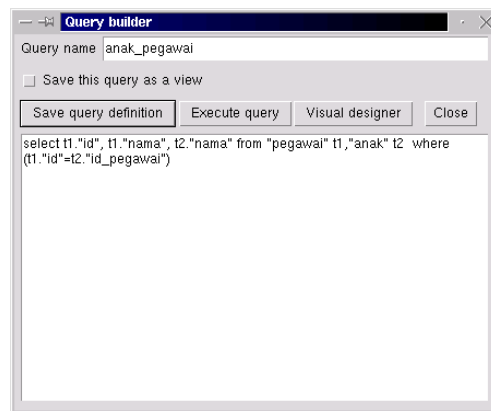 Query builder
Query name anak_pegawai
Save this query as a view
Save query definition Execute query Visual designer Close
select t1."id", t1."nama", t2."nama" from "pegawai" t1,"anak" t2  where
(t1."id"=t2."id_pegawai")